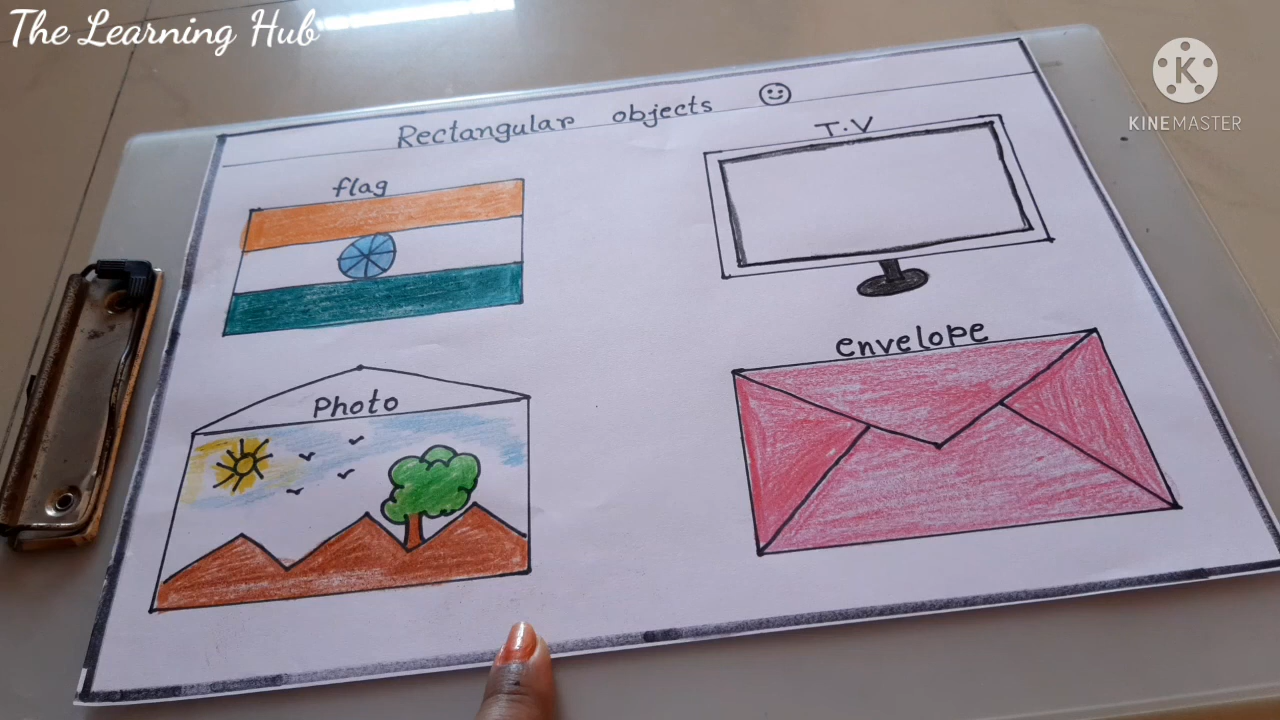 The Learning Hub
K
KINEMASTER
Rectangular objects
flag
T.V
Photo
envelope